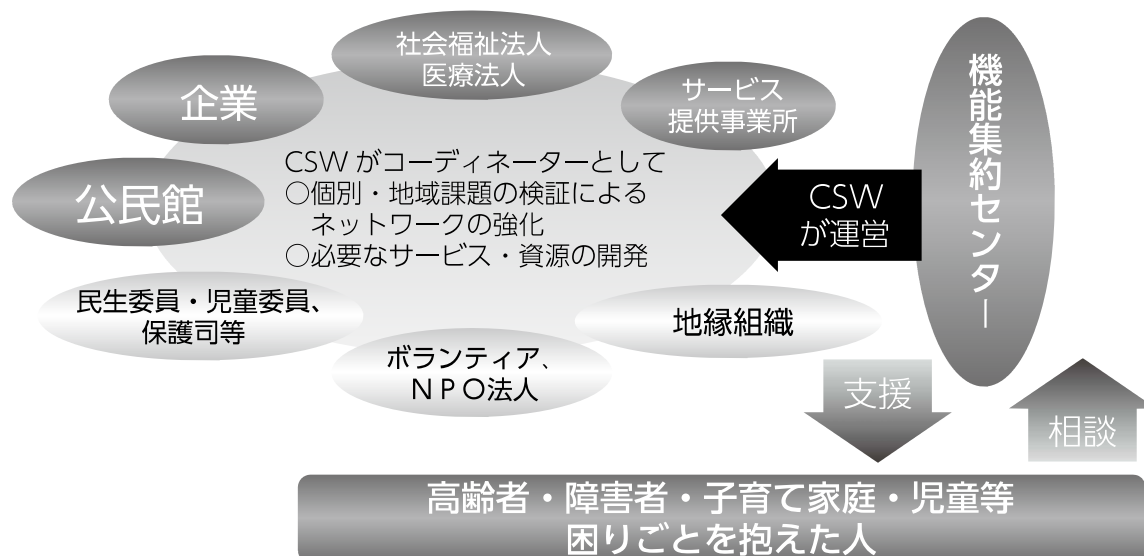 社会福祉法人
医療法人
企業
サービス
提供事業所
公民館
CSWがコーディネーターとして
○個別・地域課題の検証による
ネットワークの強化
○必要なサービス・資源の開発
CSW
が運営
機能集約センター
民生委員・児童委員、
保護司等
地縁組織
ボランティア、
ＮＰＯ法人
支援
相談
高齢者・障害者・子育て家庭・児童等
困りごとを抱えた人